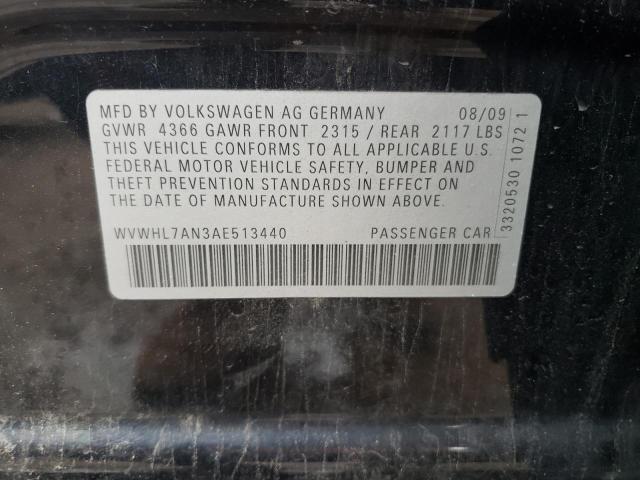 MFD BY VOLKSWAGEN AG GERMANY 08/09
GVWR 4366 GAWR FRONT 2315 / REAR 2117 LBS
THIS VEHICLE CONFORMS TO ALL APPLICABLE U.S.
FEDERAL MOTOR VEHICLE SAFETY, BUMPER AND
THEFT PREVENTION STANDARDS IN EFFECT ON
THE DATE OF MANUFACTURE SHOWN ABOVE.
WVWHL7AN3AE513440 PASSENGER CAR
3320530 1072 1